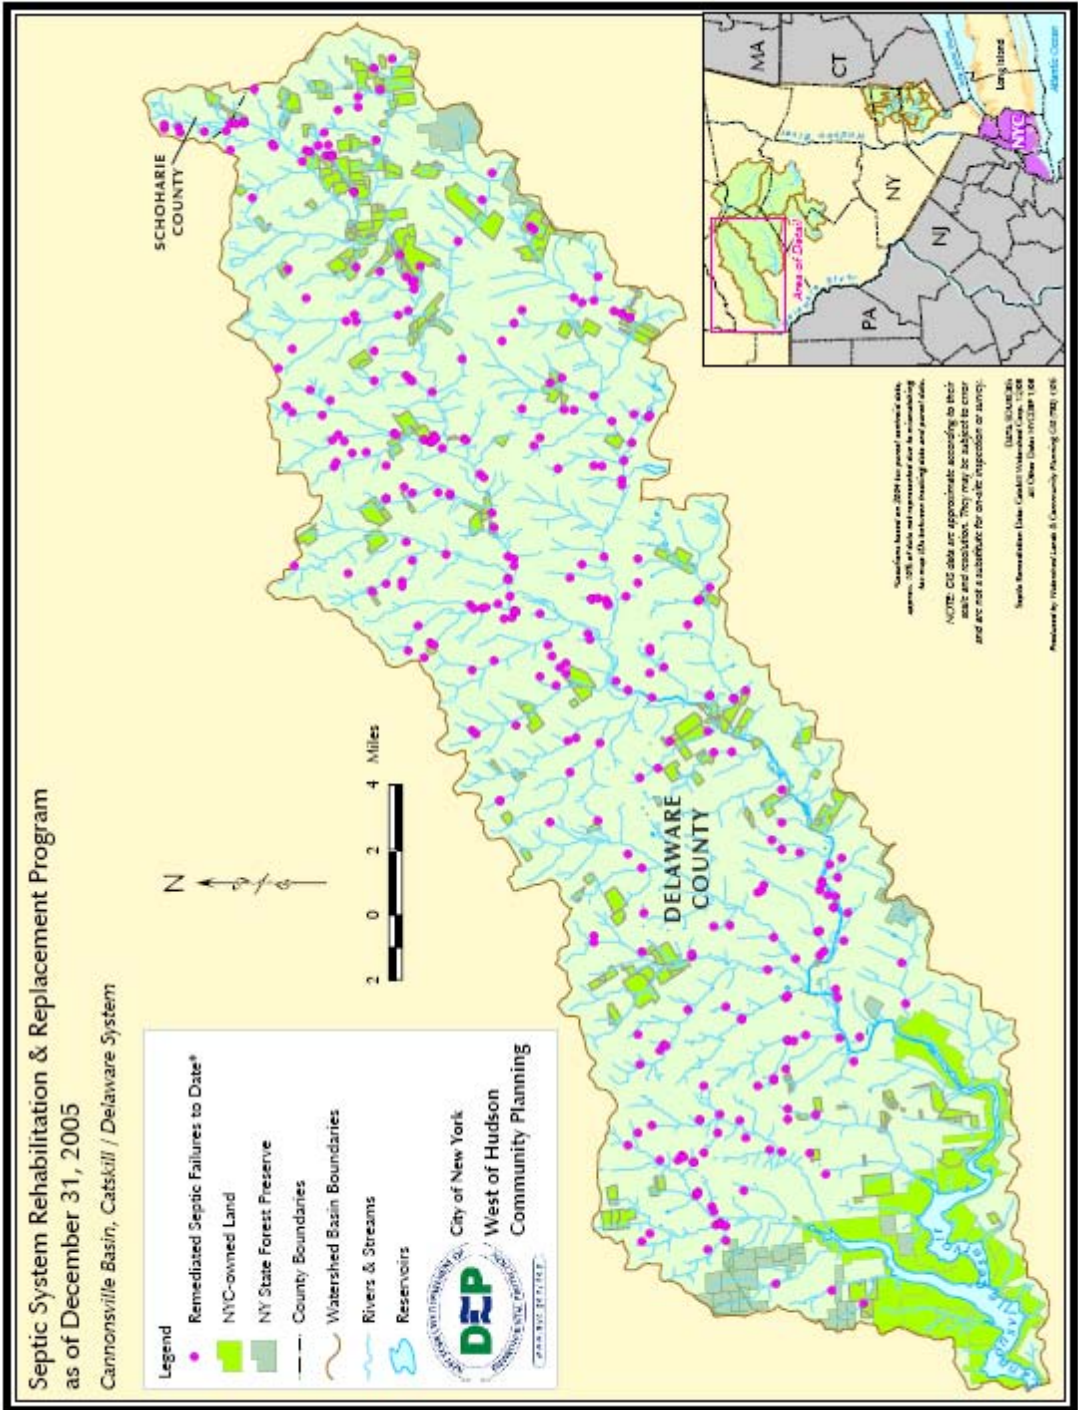 Septic System Rehabilitation & Replacement Program
as of December 31, 2005
Cannonsville Basin, Catskill / Delaware System
Legend
Remediated Septic Failures to Date*
NYC-owned Land
NY State Forest Preserve
County Boundaries
Watershed Basin Boundaries
Rivers & Streams
Reservoirs
DEP
City of New York
West of Hudson
Community Planning
N
2 0 2 4 Miles
SCHOHARIE
COUNTY
DELAWARE
COUNTY
MA
CT
NY
NJ
PA
NYC
Hudson River
Long Island
Atlantic Ocean
Area of Detail
NOTE: GIS data are approximate according to their
scale and resolution. They may be subject to error
and are not a substitute for on-site inspection or survey.